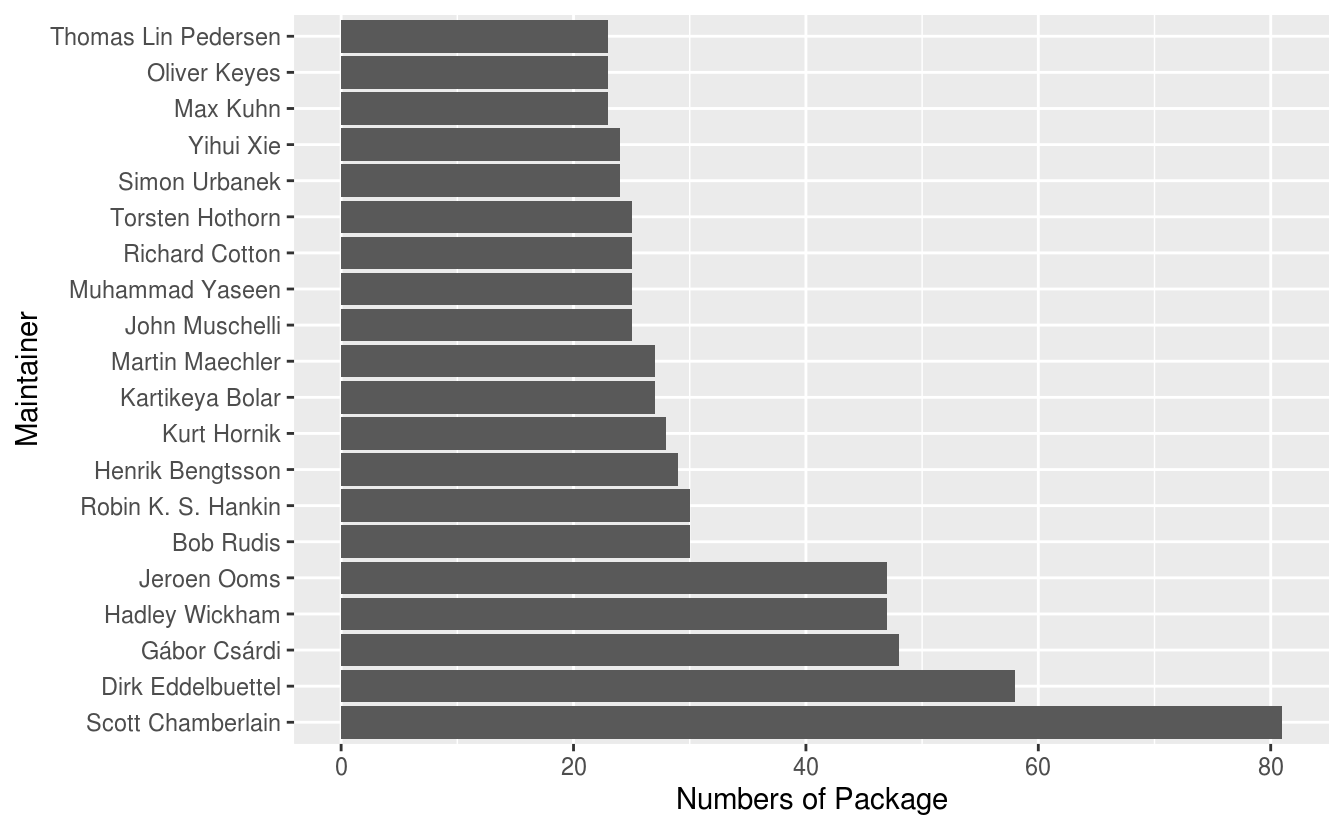 Thomas Lin Pedersen
Oliver Keyes
Max Kuhn
Yihui Xie
Simon Urbanek
Torsten Hothorn
Richard Cotton
Muhammad Yaseen
John Muschelli
Martin Maechler
Kartikeya Bolar
Kurt Hornik
Henrik Bengtsson
Robin K. S. Hankin
Bob Rudis
Jeroen Ooms
Hadley Wickham
Gábor Csárdi
Dirk Eddelbuettel
Scott Chamberlain
Maintainer
0 20 40 60 80
Numbers of Package